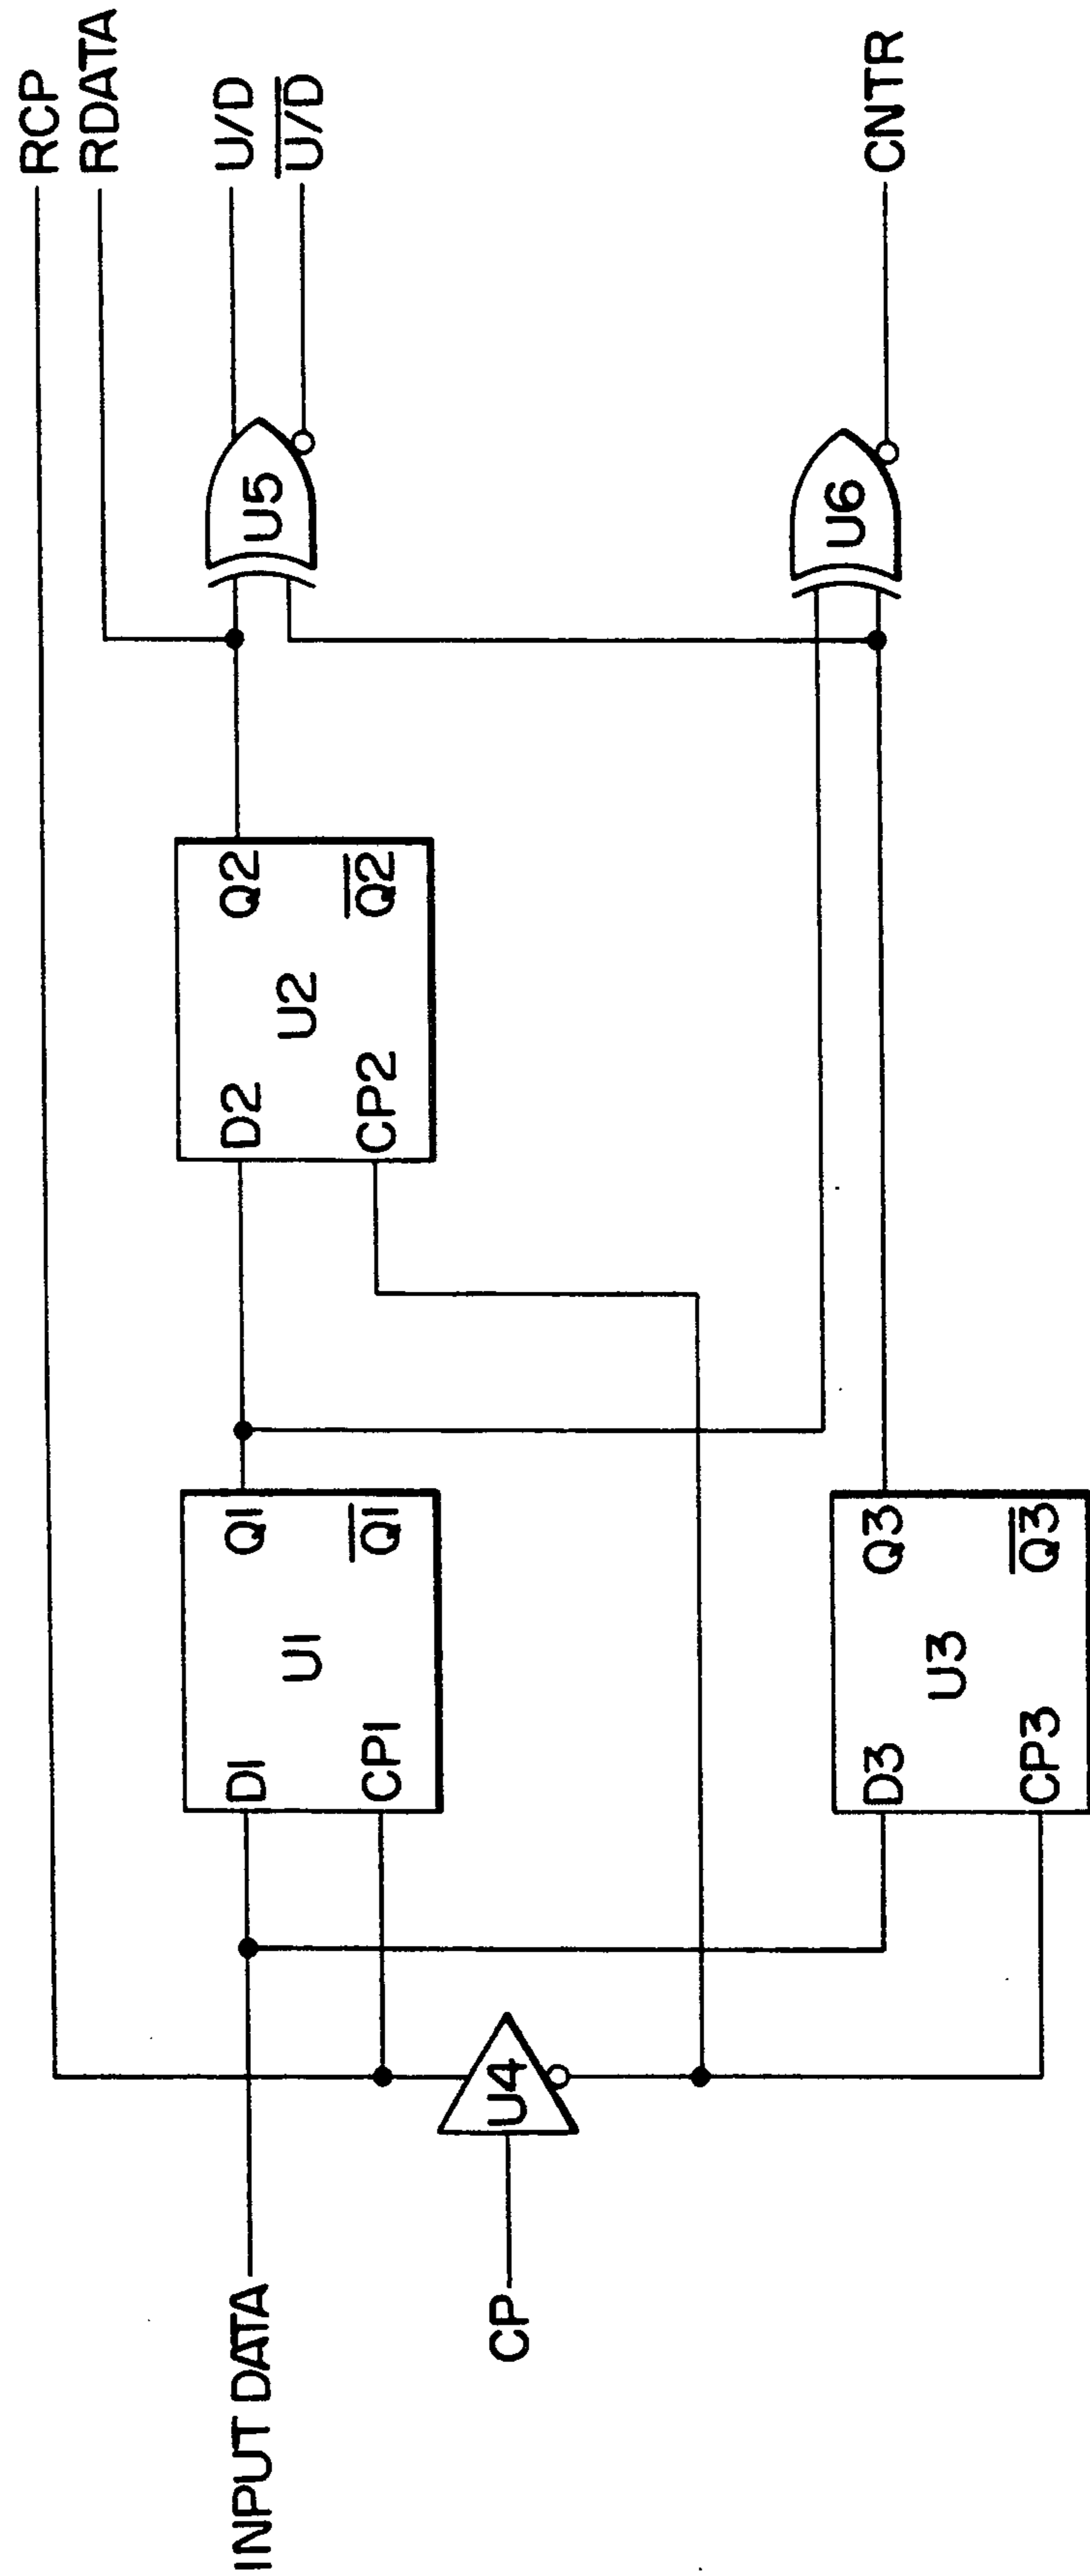 RCP
RDATA
U/D
U/D
CNTR
U5
U6
Q2
Q2
U2
D2
CP2
Q1
Q1
U1
D1
CP1
Q3
Q3
U3
D3
CP3
U4
INPUT DATA
CP